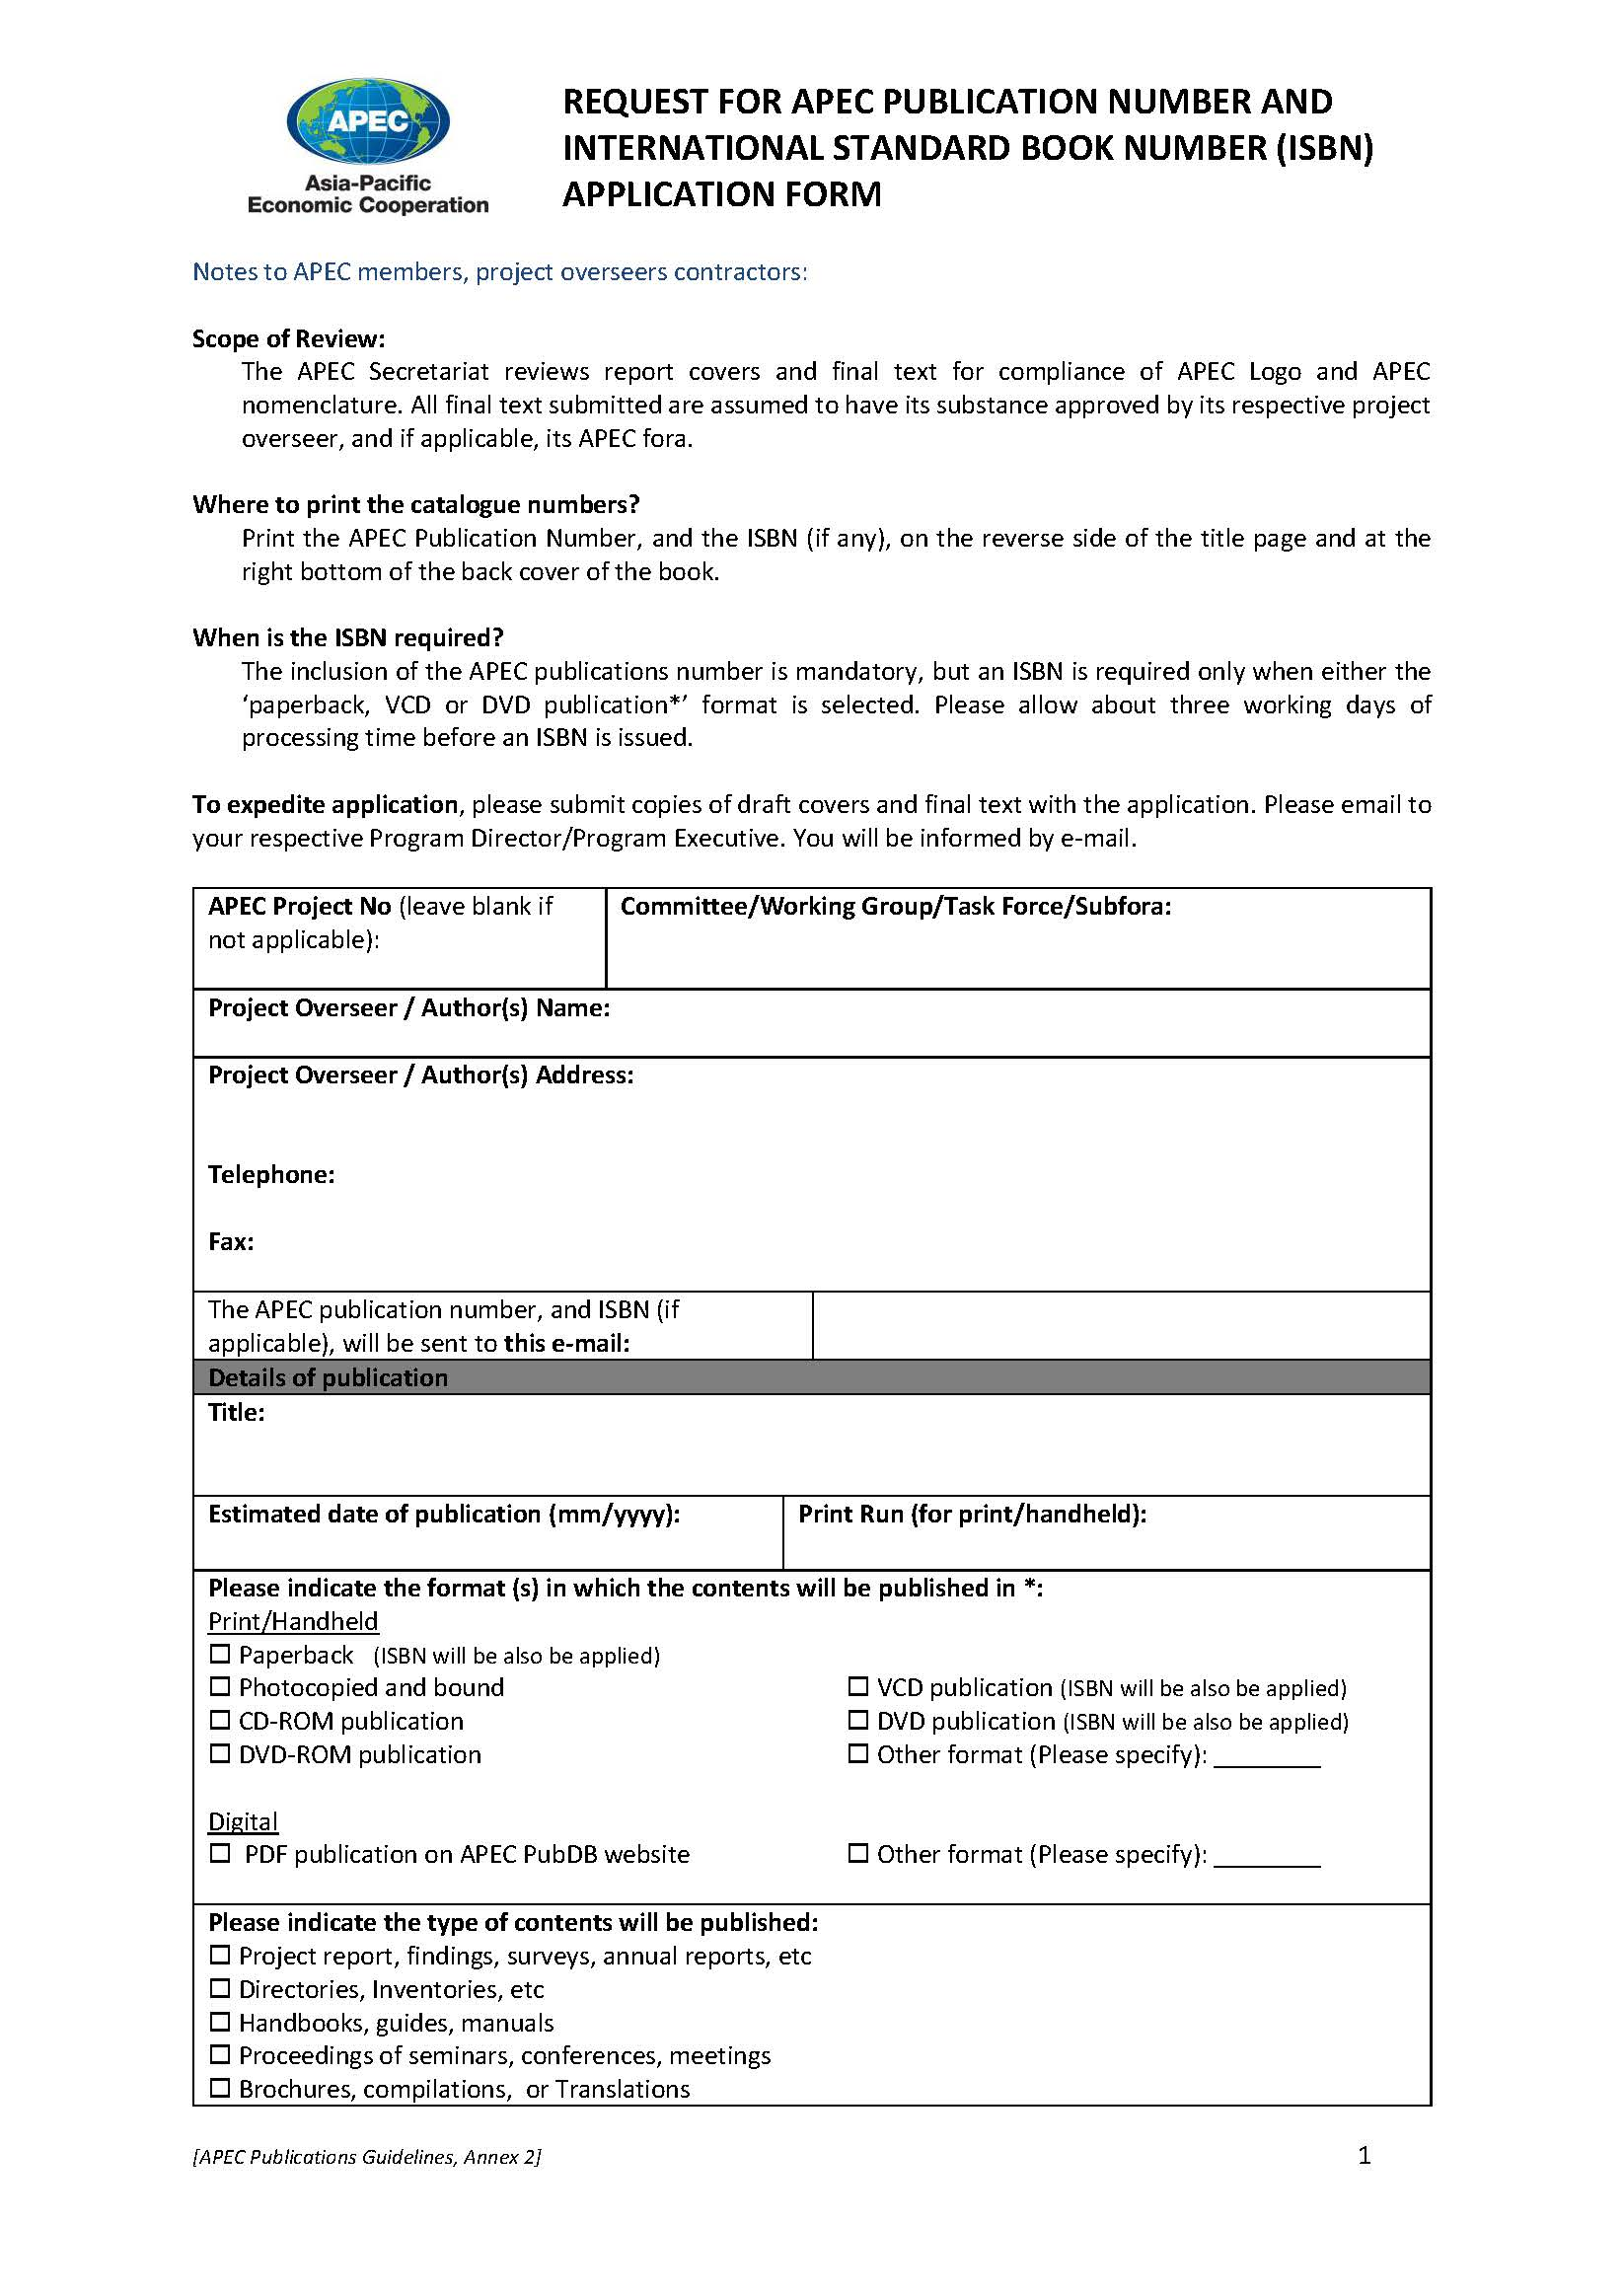 APEC
Asia-Pacific
Economic Cooperation
REQUEST FOR APEC PUBLICATION NUMBER AND
INTERNATIONAL STANDARD BOOK NUMBER (ISBN)
APPLICATION FORM
Notes to APEC members, project overseers contractors:
Scope of Review:
The APEC Secretariat reviews report covers and final text for compliance of APEC Logo and APEC
nomenclature. All final text submitted are assumed to have its substance approved by its respective project
overseer, and if applicable, its APEC fora.
Where to print the catalogue numbers?
Print the APEC Publication Number, and the ISBN (if any), on the reverse side of the title page and at the
right bottom of the back cover of the book.
When is the ISBN required?
The inclusion of the APEC publications number is mandatory, but an ISBN is required only when either the
‘paperback, VCD or DVD publication*’ format is selected. Please allow about three working days of
processing time before an ISBN is issued.
To expedite application, please submit copies of draft covers and final text with the application. Please email to
your respective Program Director/Program Executive. You will be informed by e-mail.
APEC Project No (leave blank if
not applicable):
Committee/Working Group/Task Force/Subfora:
Project Overseer / Author(s) Name:
Project Overseer / Author(s) Address:
Telephone:
Fax:
The APEC publication number, and ISBN (if
applicable), will be sent to this e-mail:
Details of publication
Title:
Estimated date of publication (mm/yyyy):
Print Run (for print/handheld):
Please indicate the format (s) in which the contents will be published in *:
Print/Handheld
☐ Paperback (ISBN will be also be applied)
☐ Photocopied and bound
☐ VCD publication (ISBN will be also be applied)
☐ CD-ROM publication
☐ DVD publication (ISBN will be also be applied)
☐ DVD-ROM publication
☐ Other format (Please specify): ________
Digital
☐ PDF publication on APEC PubDB website
☐ Other format (Please specify): ________
Please indicate the type of contents will be published:
☐ Project report, findings, surveys, annual reports, etc
☐ Directories, Inventories, etc
☐ Handbooks, guides, manuals
☐ Proceedings of seminars, conferences, meetings
☐ Brochures, compilations, or Translations
[APEC Publications Guidelines, Annex 2]
1